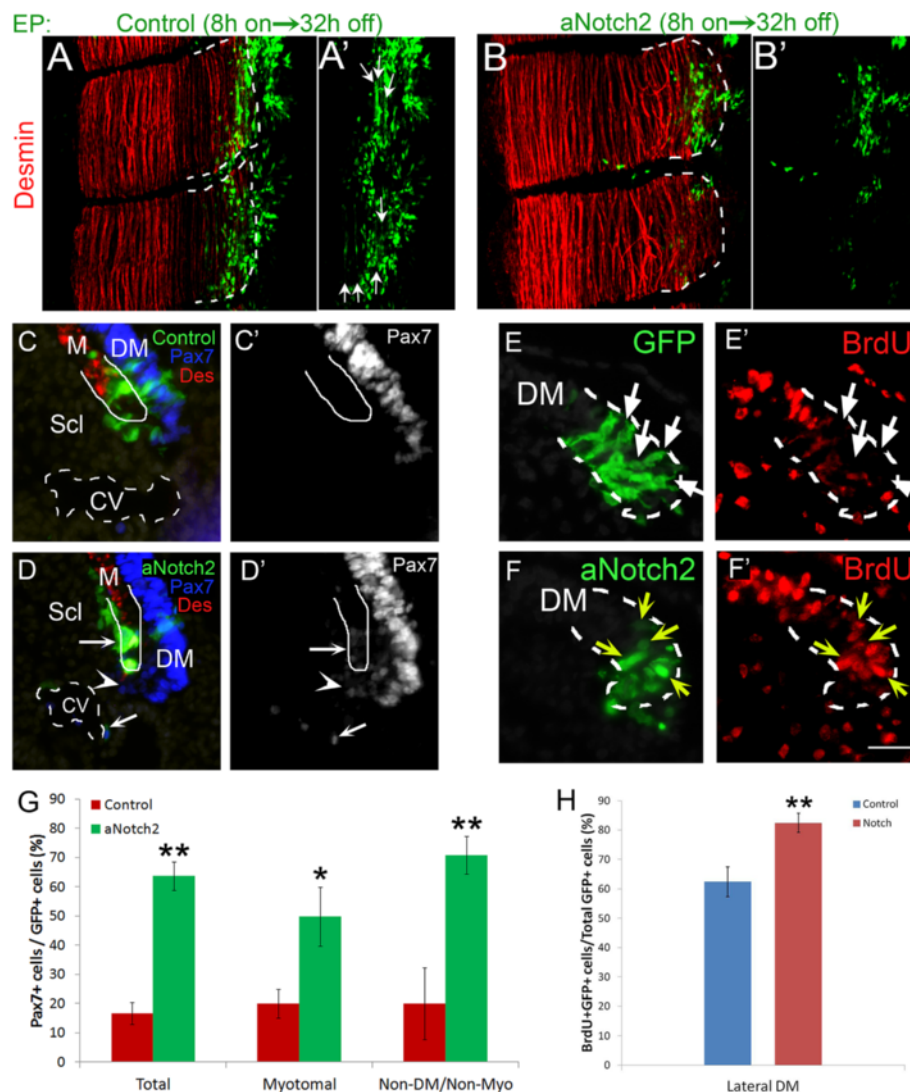 EP: Control (8h on→32h off) aNotch2 (8h on→32h off)
A A' B B'
Desmin
C M DM Control Pax7 Des Scl CV
C' Pax7
E GFP DM
E' BrdU
D M aNotch2 Pax7 Des Scl DM CV
D' Pax7
F aNotch2 DM
F' BrdU
G
Control
aNotch2
Pax7+ cells / GFP+ cells (%)
90
80
70
60
50
40
30
20
10
0
** * **
Total Myotomal Non-DM/Non-Myo
H
Control
Notch
BrdU+GFP+ cells/Total GFP+ cells (%)
90
80
70
60
50
40
30
20
10
0
**
Lateral DM